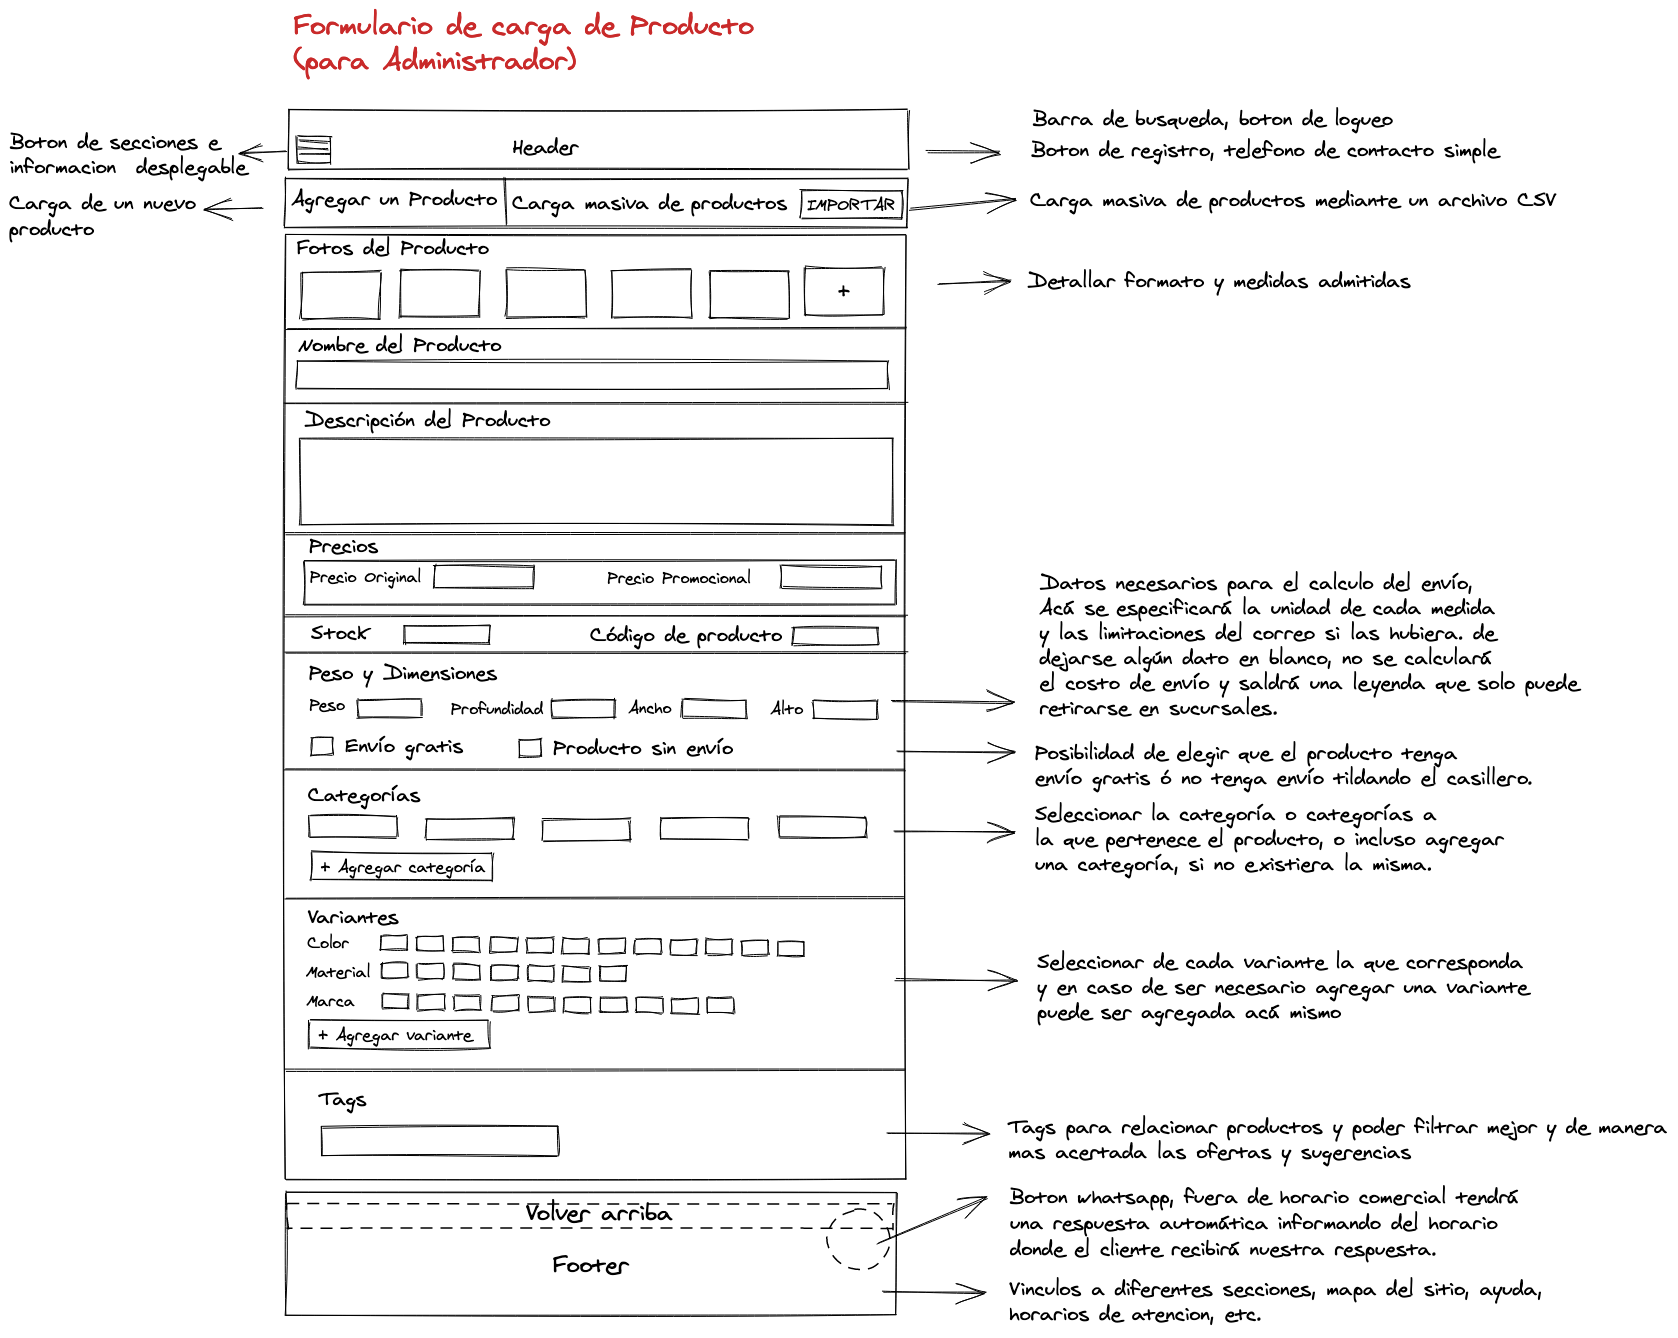 Formulario de carga de Producto
(para Administrador)
Boton de secciones e
informacion desplegable
Header
Barra de busqueda, boton de logueo
Boton de registro, telefono de contacto simple
Carga de un nuevo
producto
Agregar un Producto
Carga masiva de productos
IMPORTAR
Carga masiva de productos mediante un archivo CSV
Fotos del Producto
+
Detallar formato y medidas admitidas
Nombre del Producto
Descripción del Producto
Precios
Precio Original
Precio Promocional
Stock
Código de producto
Peso y Dimensiones
Peso
Profundidad
Ancho
Alto
Datos necesarios para el calculo del envío,
Acá se especificará la unidad de cada medida
y las limitaciones del correo si las hubiera. de
dejarse algún dato en blanco, no se calculará
el costo de envío y saldrá una leyenda que solo puede
retirarse en sucursales.
Envío gratis
Producto sin envío
Posibilidad de elegir que el producto tenga
envío gratis ó no tenga envío tildando el casillero.
Categorías
+ Agregar categoría
Seleccionar la categoría o categorías a
la que pertenece el producto, o incluso agregar
una categoría, si no existiera la misma.
Variantes
Color
Material
Marca
+ Agregar variante
Seleccionar de cada variante la que corresponda
y en caso de ser necesario agregar una variante
puede ser agregada acá mismo
Tags
Tags para relacionar productos y poder filtrar mejor y de manera
mas acertada las ofertas y sugerencias
Volver arriba
Footer
Boton whatsapp, fuera de horario comercial tendrá
una respuesta automática informando del horario
donde el cliente recibirá nuestra respuesta.
Vinculos a diferentes secciones, mapa del sitio, ayuda,
horarios de atencion, etc.